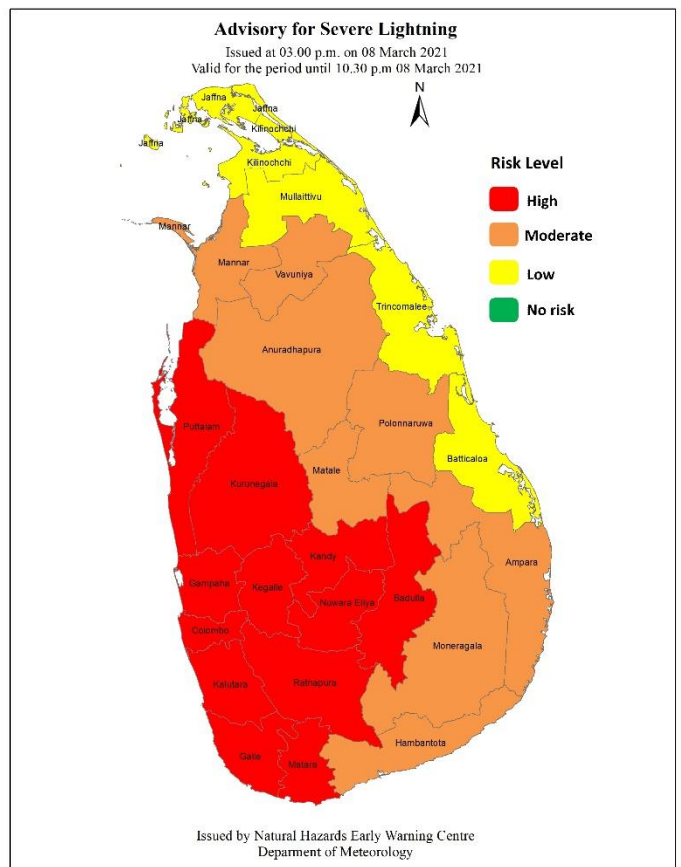 Advisory for Severe Lightning
Issued at 03.00 p.m. on 08 March 2021
Valid for the period until 10.30 p.m 08 March 2021
N
Jaffna
Jaffna
Jaffna
Kilinochchi
Jaffna
Kilinochchi
Mullaittivu
Risk Level
High
Moderate
Low
No risk
Mannar
Mannar
Vavuniya
Trincomalee
Anuradhapura
Polonnaruwa
Puttalam
Batticaloa
Matale
Kurunegala
Kandy
Ampara
Gampaha
Kegalle
Nuwara Eliya
Badulla
Colombo
Moneragala
Kalutara
Ratnapura
Hambantota
Galle
Matara
Issued by Natural Hazards Early Warning Centre
Deparment of Meteorology